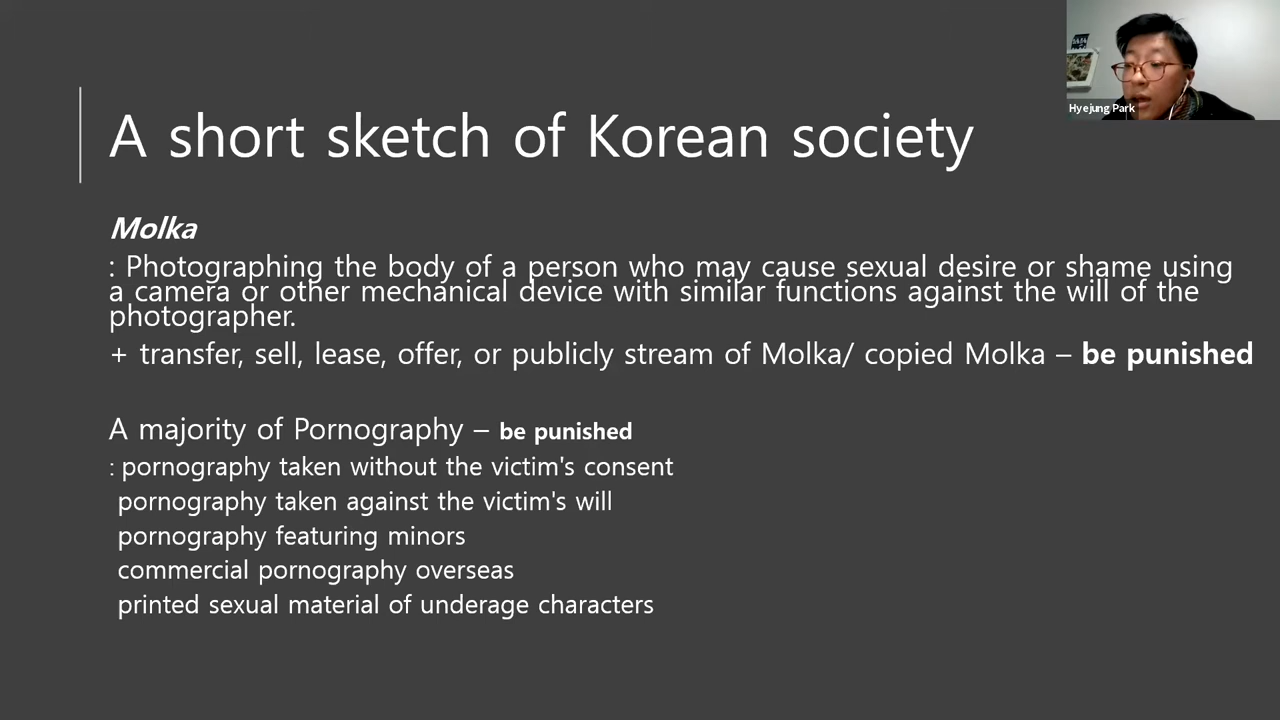 Hyejung Park
A short sketch of Korean society
Molka
: Photographing the body of a person who may cause sexual desire or shame using
a camera or other mechanical device with similar functions against the will of the
photographer.
+ transfer, sell, lease, offer, or publicly stream of Molka/ copied Molka – be punished
A majority of Pornography – be punished
: pornography taken without the victim's consent
pornography taken against the victim's will
pornography featuring minors
commercial pornography overseas
printed sexual material of underage characters